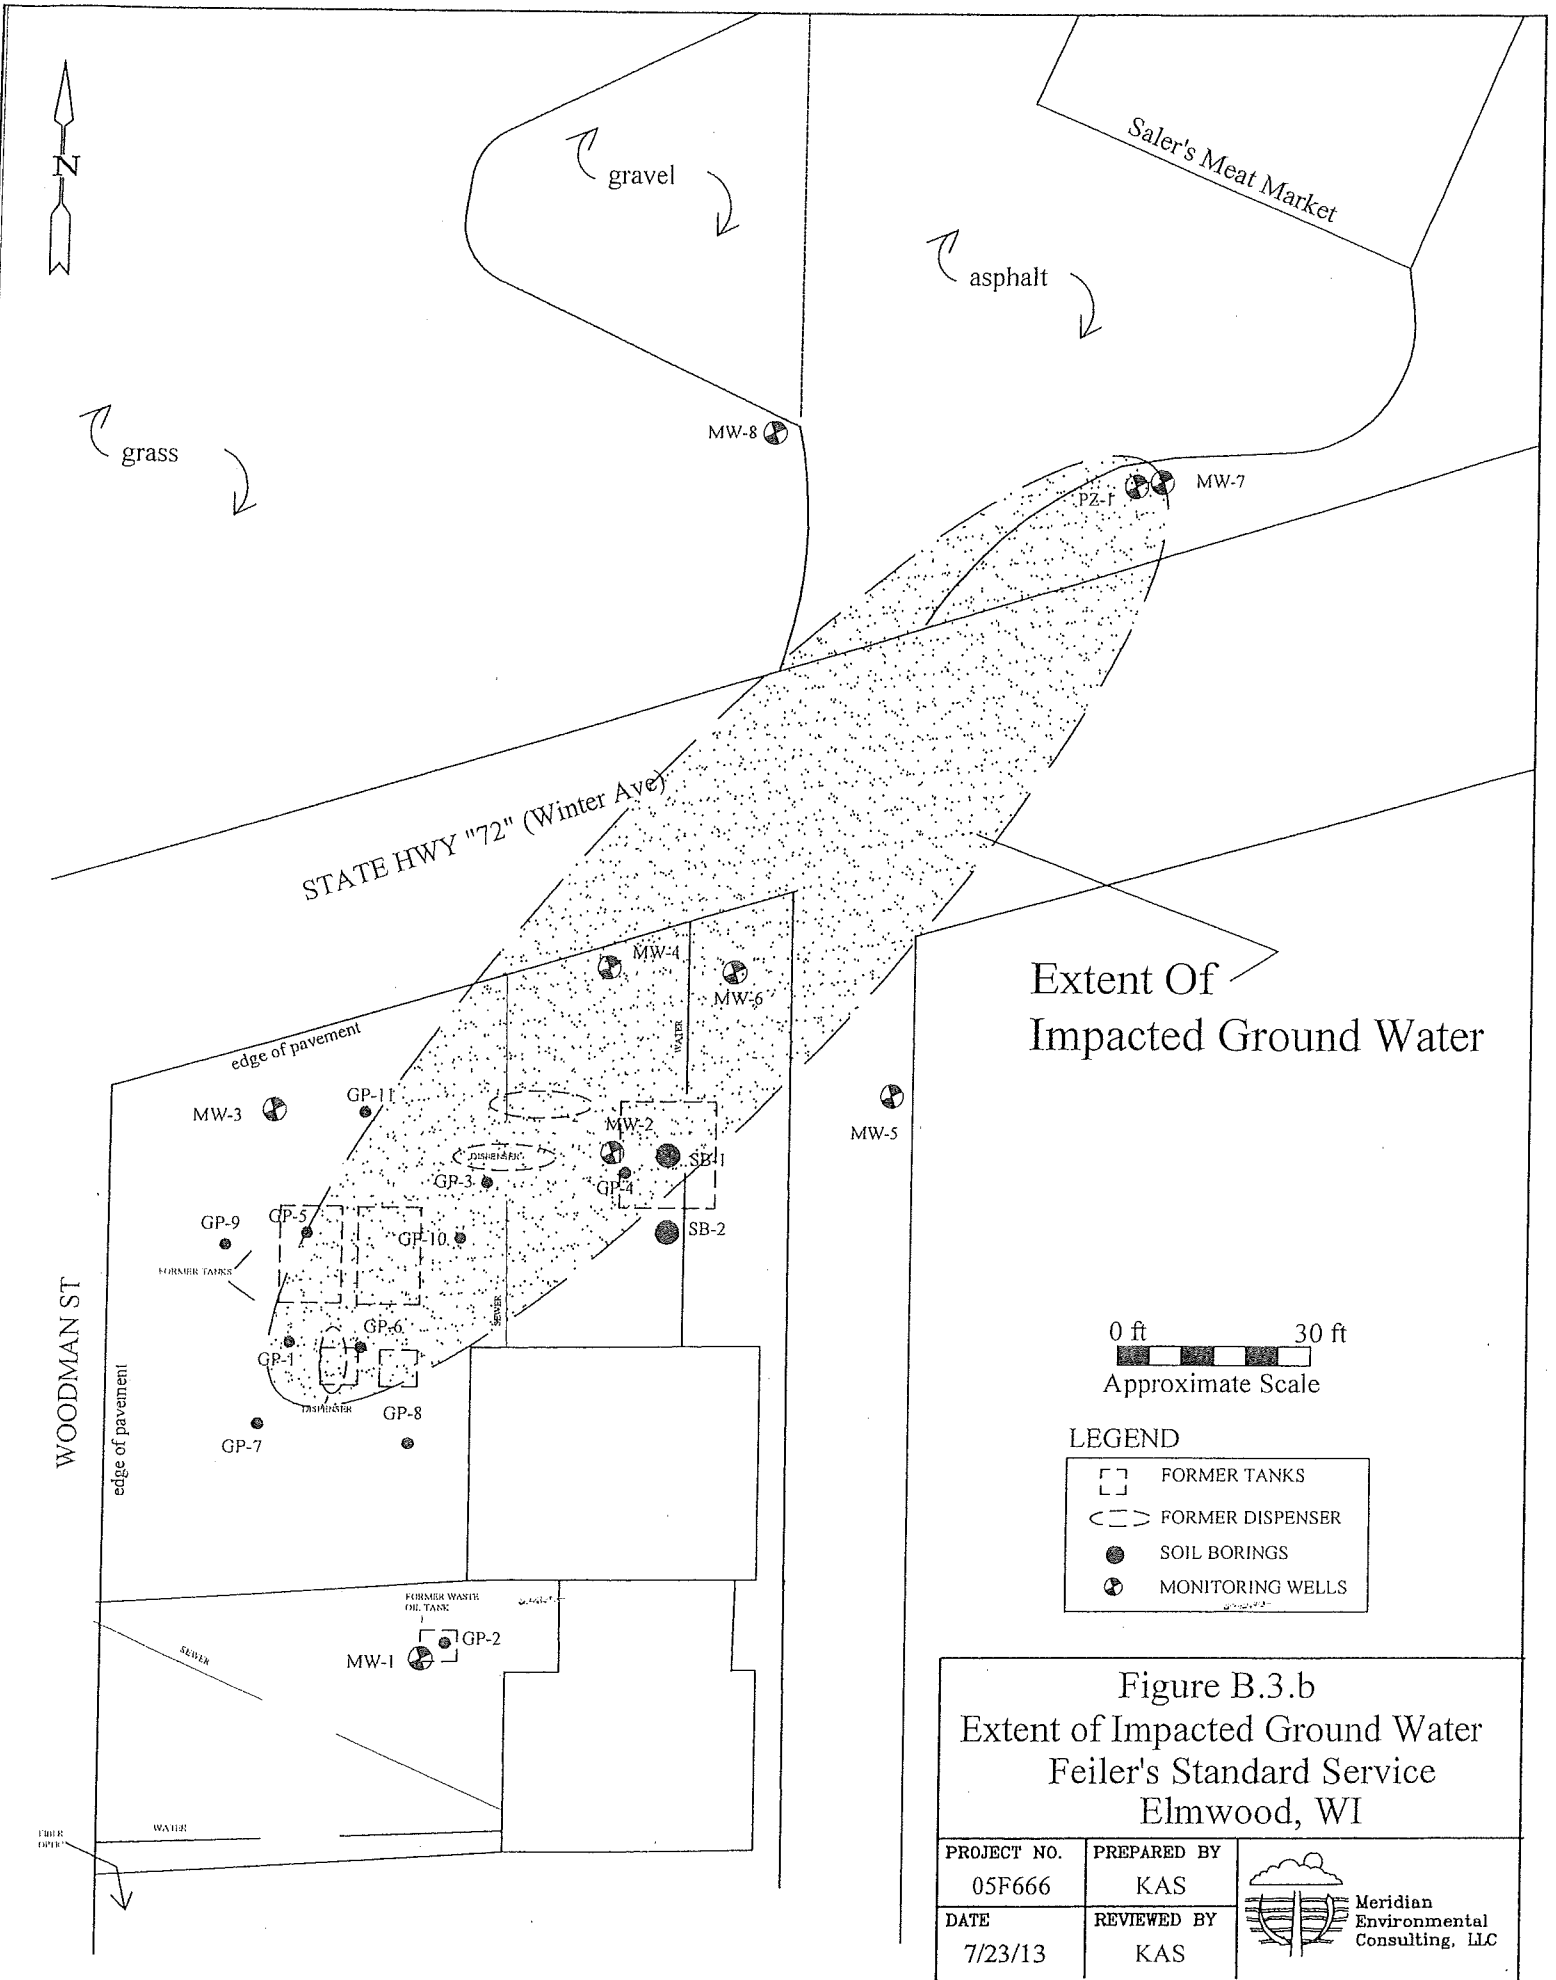 N
gravel
Saler's Meat Market
asphalt
grass
MW-8
PZ-1
MW-7
STATE HWY "72" (Winter Ave)
MW-4
MW-6
WATER
Extent Of
Impacted Ground Water
edge of pavement
MW-3
GP-11
MW-2
MW-5
DISPENSER
SB-1
GP-3
GP-4
GP-9
GP-5
GP-10
SB-2
FORMER TANKS
SEWER
WOODMAN ST
edge of pavement
GP-6
GP-1
DISPENSER
GP-8
GP-7
0 ft 30 ft
Approximate Scale
LEGEND
FORMER TANKS
FORMER DISPENSER
SOIL BORINGS
MONITORING WELLS
FORMER WASTE
OIL TANK
GP-2
MW-1
SEWER
WATER
FIBER
OPTIC
Figure B.3.b
Extent of Impacted Ground Water
Feiler's Standard Service
Elmwood, WI
PROJECT NO.
05F666
PREPARED BY
KAS
DATE
7/23/13
REVIEWED BY
KAS
Meridian
Environmental
Consulting, LLC